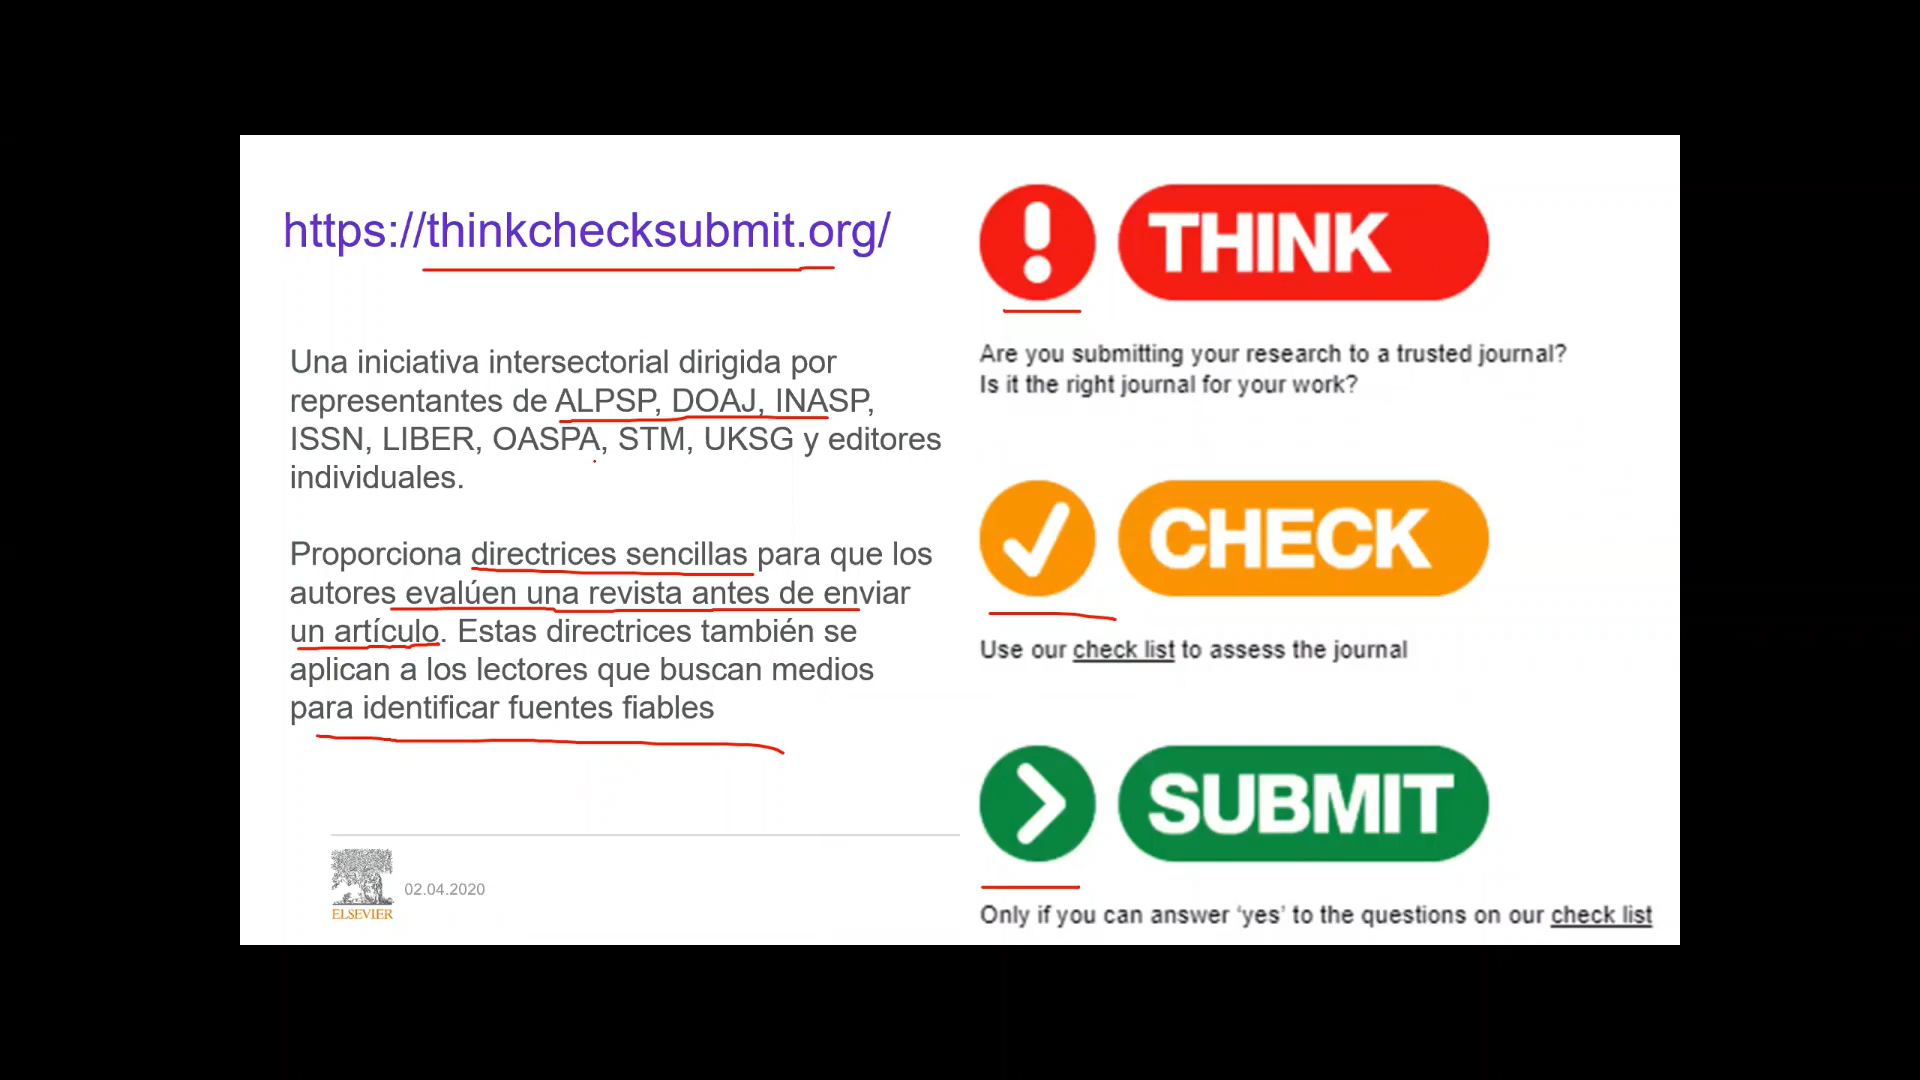 https://thinkchecksubmit.org/
Una iniciativa intersectorial dirigida por
representantes de ALPSP, DOAJ, INASP,
ISSN, LIBER, OASPA, STM, UKSG y editores
individuales.
Proporciona directrices sencillas para que los
autores evalúen una revista antes de enviar
un artículo. Estas directrices también se
aplican a los lectores que buscan medios
para identificar fuentes fiables
ELSEVIER
02.04.2020
THINK
Are you submitting your research to a trusted journal?
Is it the right journal for your work?
CHECK
Use our check list to assess the journal
SUBMIT
Only if you can answer ‘yes’ to the questions on our check list